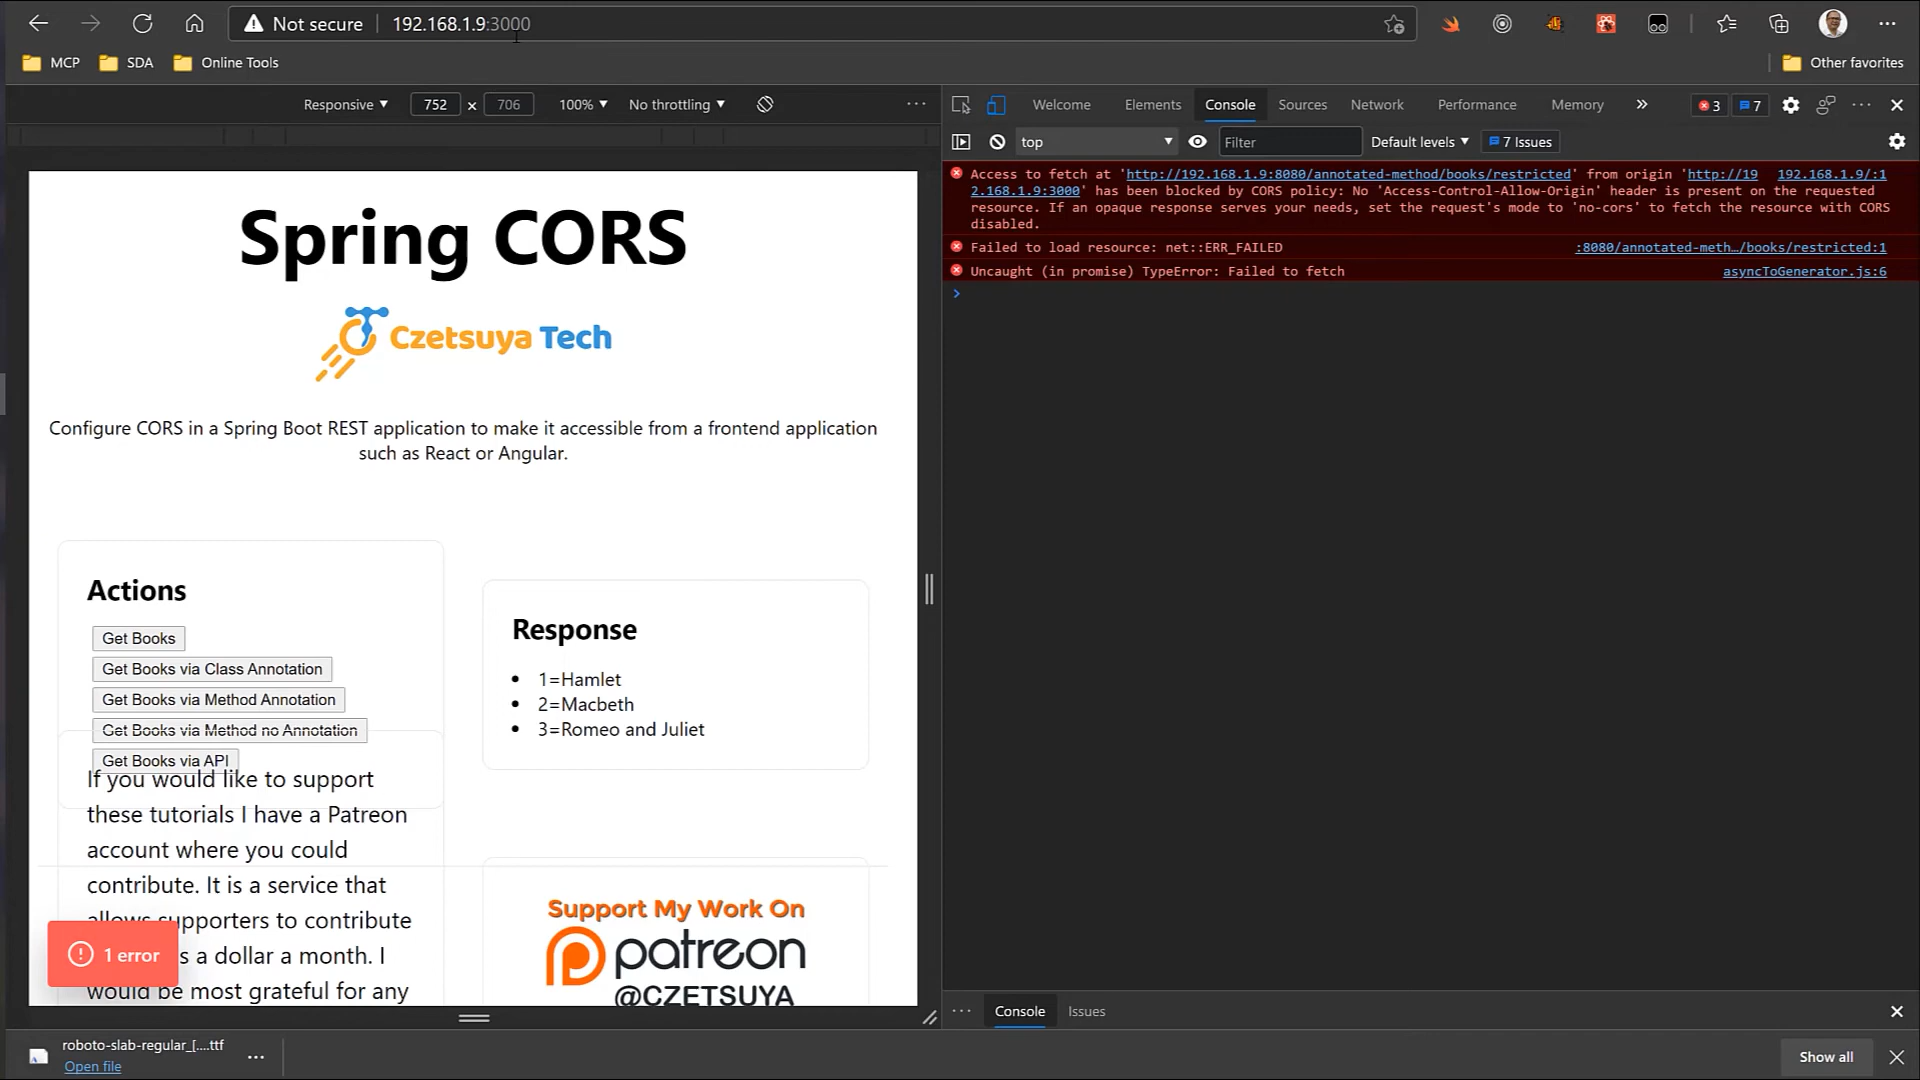 Not secure
192.168.1.9:3000
MCP
SDA
Online Tools
Other favorites
Responsive
752 × 706
100%
No throttling
Welcome
Elements
Console
Sources
Network
Performance
Memory
3
7
top
Filter
Default levels
7 Issues
Access to fetch at 'http://192.168.1.9:8080/annotated-method/books/restricted' from origin 'http://19 192.168.1.9/:1
2.168.1.9:3000' has been blocked by CORS policy: No 'Access-Control-Allow-Origin' header is present on the requested
resource. If an opaque response serves your needs, set the request's mode to 'no-cors' to fetch the resource with CORS
disabled.
Failed to load resource: net::ERR_FAILED :8080/annotated-meth…/books/restricted:1
Uncaught (in promise) TypeError: Failed to fetch asyncToGenerator.js:6
Spring CORS
Czetsuya Tech
Configure CORS in a Spring Boot REST application to make it accessible from a frontend application
such as React or Angular.
Actions
Get Books
Get Books via Class Annotation
Get Books via Method Annotation
Get Books via Method no Annotation
Get Books via API
If you would like to support
these tutorials I have a Patreon
account where you could
contribute. It is a service that
allows supporters to contribute
s a dollar a month. I
would be most grateful for any
1 error
Response
1=Hamlet
2=Macbeth
3=Romeo and Juliet
Support My Work On
patreon
@CZETSUYA
Console
Issues
roboto-slab-regular_[....ttf
Open file
Show all